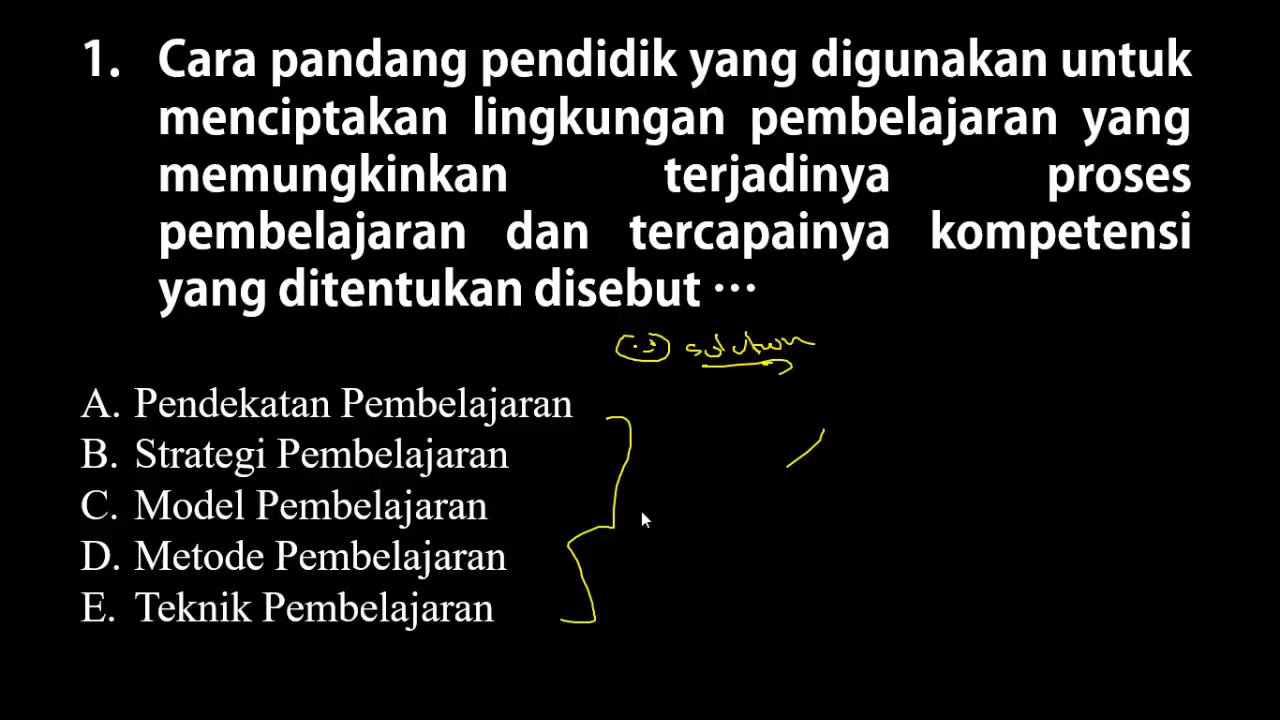 1. Cara pandang pendidik yang digunakan untuk
menciptakan lingkungan pembelajaran yang
memungkinkan terjadinya proses
pembelajaran dan tercapainya kompetensi
yang ditentukan disebut ⋯
solution
A. Pendekatan Pembelajaran
B. Strategi Pembelajaran
C. Model Pembelajaran
D. Metode Pembelajaran
E. Teknik Pembelajaran